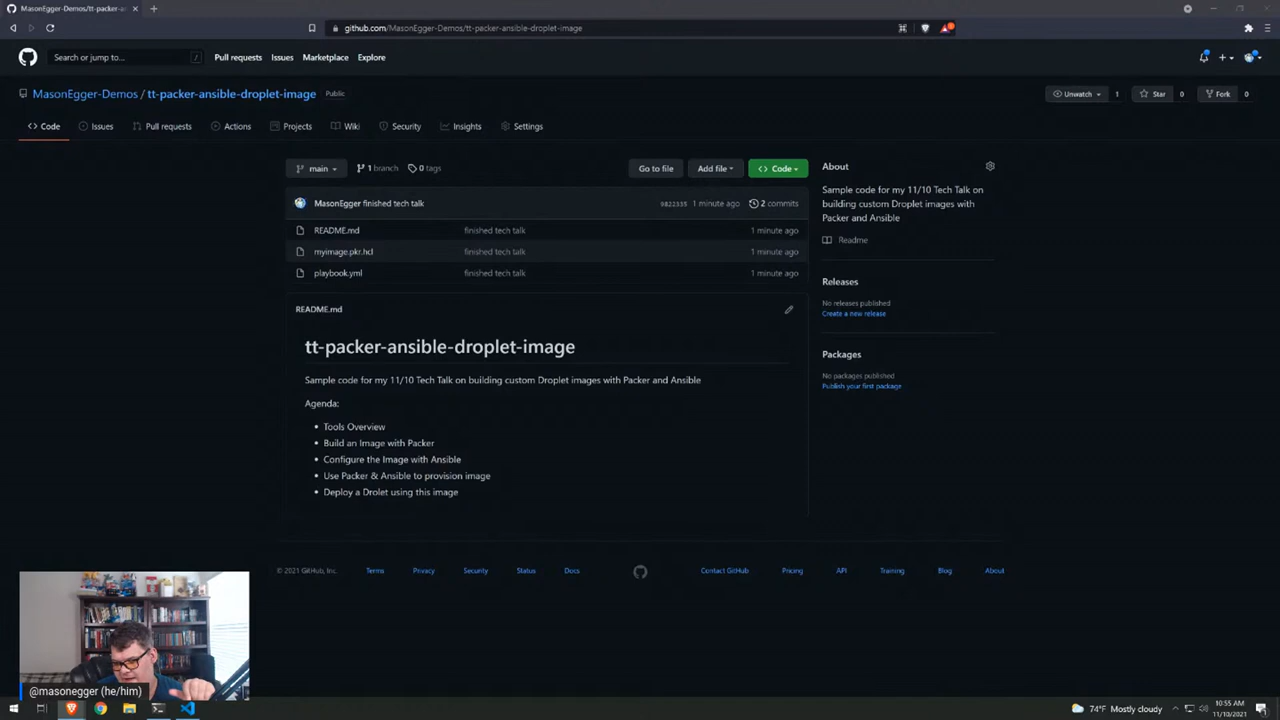 MasonEgger-Demos/tt-packer-a
github.com/MasonEgger-Demos/tt-packer-ansible-droplet-image
Search or jump to...
/
Pull requests
Issues
Marketplace
Explore
MasonEgger-Demos / tt-packer-ansible-droplet-image
Public
Unwatch
1
Star
0
Fork
0
Code
Issues
Pull requests
Actions
Projects
Wiki
Security
Insights
Settings
main
1 branch
0 tags
Go to file
Add file
Code
MasonEgger finished tech talk
9822335
1 minute ago
2 commits
README.md
finished tech talk
1 minute ago
myimage.pkr.hcl
finished tech talk
1 minute ago
playbook.yml
finished tech talk
1 minute ago
README.md
tt-packer-ansible-droplet-image
Sample code for my 11/10 Tech Talk on building custom Droplet images with Packer and Ansible
Agenda:
• Tools Overview
• Build an Image with Packer
• Configure the Image with Ansible
• Use Packer & Ansible to provision image
• Deploy a Drolet using this image
About
Sample code for my 11/10 Tech Talk on
building custom Droplet images with
Packer and Ansible
Readme
Releases
No releases published
Create a new release
Packages
No packages published
Publish your first package
© 2021 GitHub, Inc.
Terms
Privacy
Security
Status
Docs
Contact GitHub
Pricing
API
Training
Blog
About
@masonegger (he/him)
74°F Mostly cloudy
10:55 AM
11/10/2021